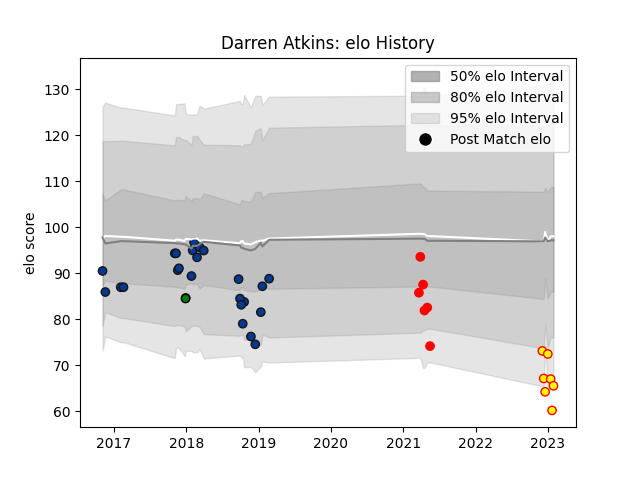 Darren Atkins: elo History
50% elo Interval
80% elo Interval
95% elo Interval
Post Match elo
elo score
130
120
110
100
90
80
70
60
2017 2018 2019 2020 2021 2022 2023